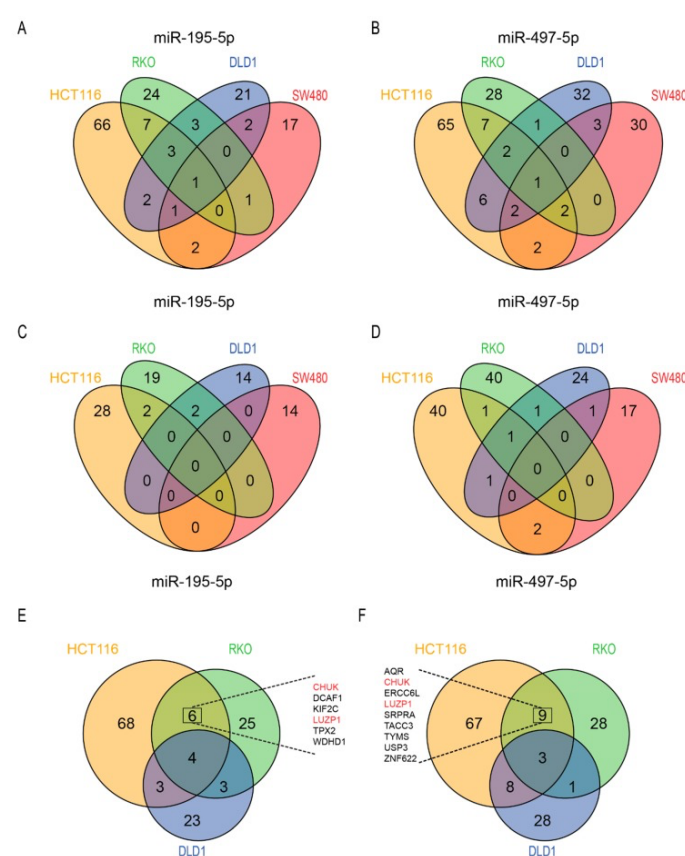 A
miR-195-5p
RKO
DLD1
HCT116
SW480
24
21
66
7
3
2
17
3
0
1
2
1
0
1
2
B
miR-497-5p
RKO
DLD1
HCT116
SW480
28
32
65
7
1
3
30
2
0
1
6
2
2
0
2
C
miR-195-5p
RKO
DLD1
HCT116
SW480
19
14
28
2
2
0
14
0
0
0
0
0
0
0
0
D
miR-497-5p
RKO
DLD1
HCT116
SW480
40
24
40
1
1
1
17
1
0
0
1
0
0
0
2
E
miR-195-5p
HCT116
RKO
68
6
25
4
3
3
23
DLD1
CHUK
DCAF1
KIF2C
LUZP1
TPX2
WDHD1
F
miR-497-5p
HCT116
RKO
AQR
CHUK
ERCC6L
LUZP1
SRPRA
TACC3
TYMS
USP3
ZNF622
67
9
28
3
8
1
28
DLD1